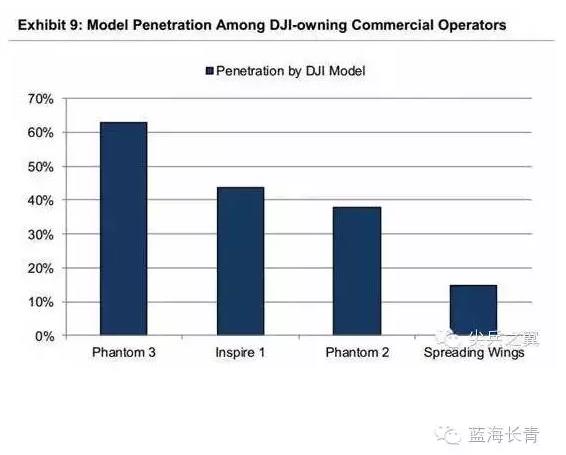 Exhibit 9: Model Penetration Among DJI-owning Commercial Operators
Penetration by DJI Model
70%
60%
50%
40%
30%
20%
10%
0%
Phantom 3
Inspire 1
Phantom 2
Spreading Wings
尖兵之翼
蓝海长青